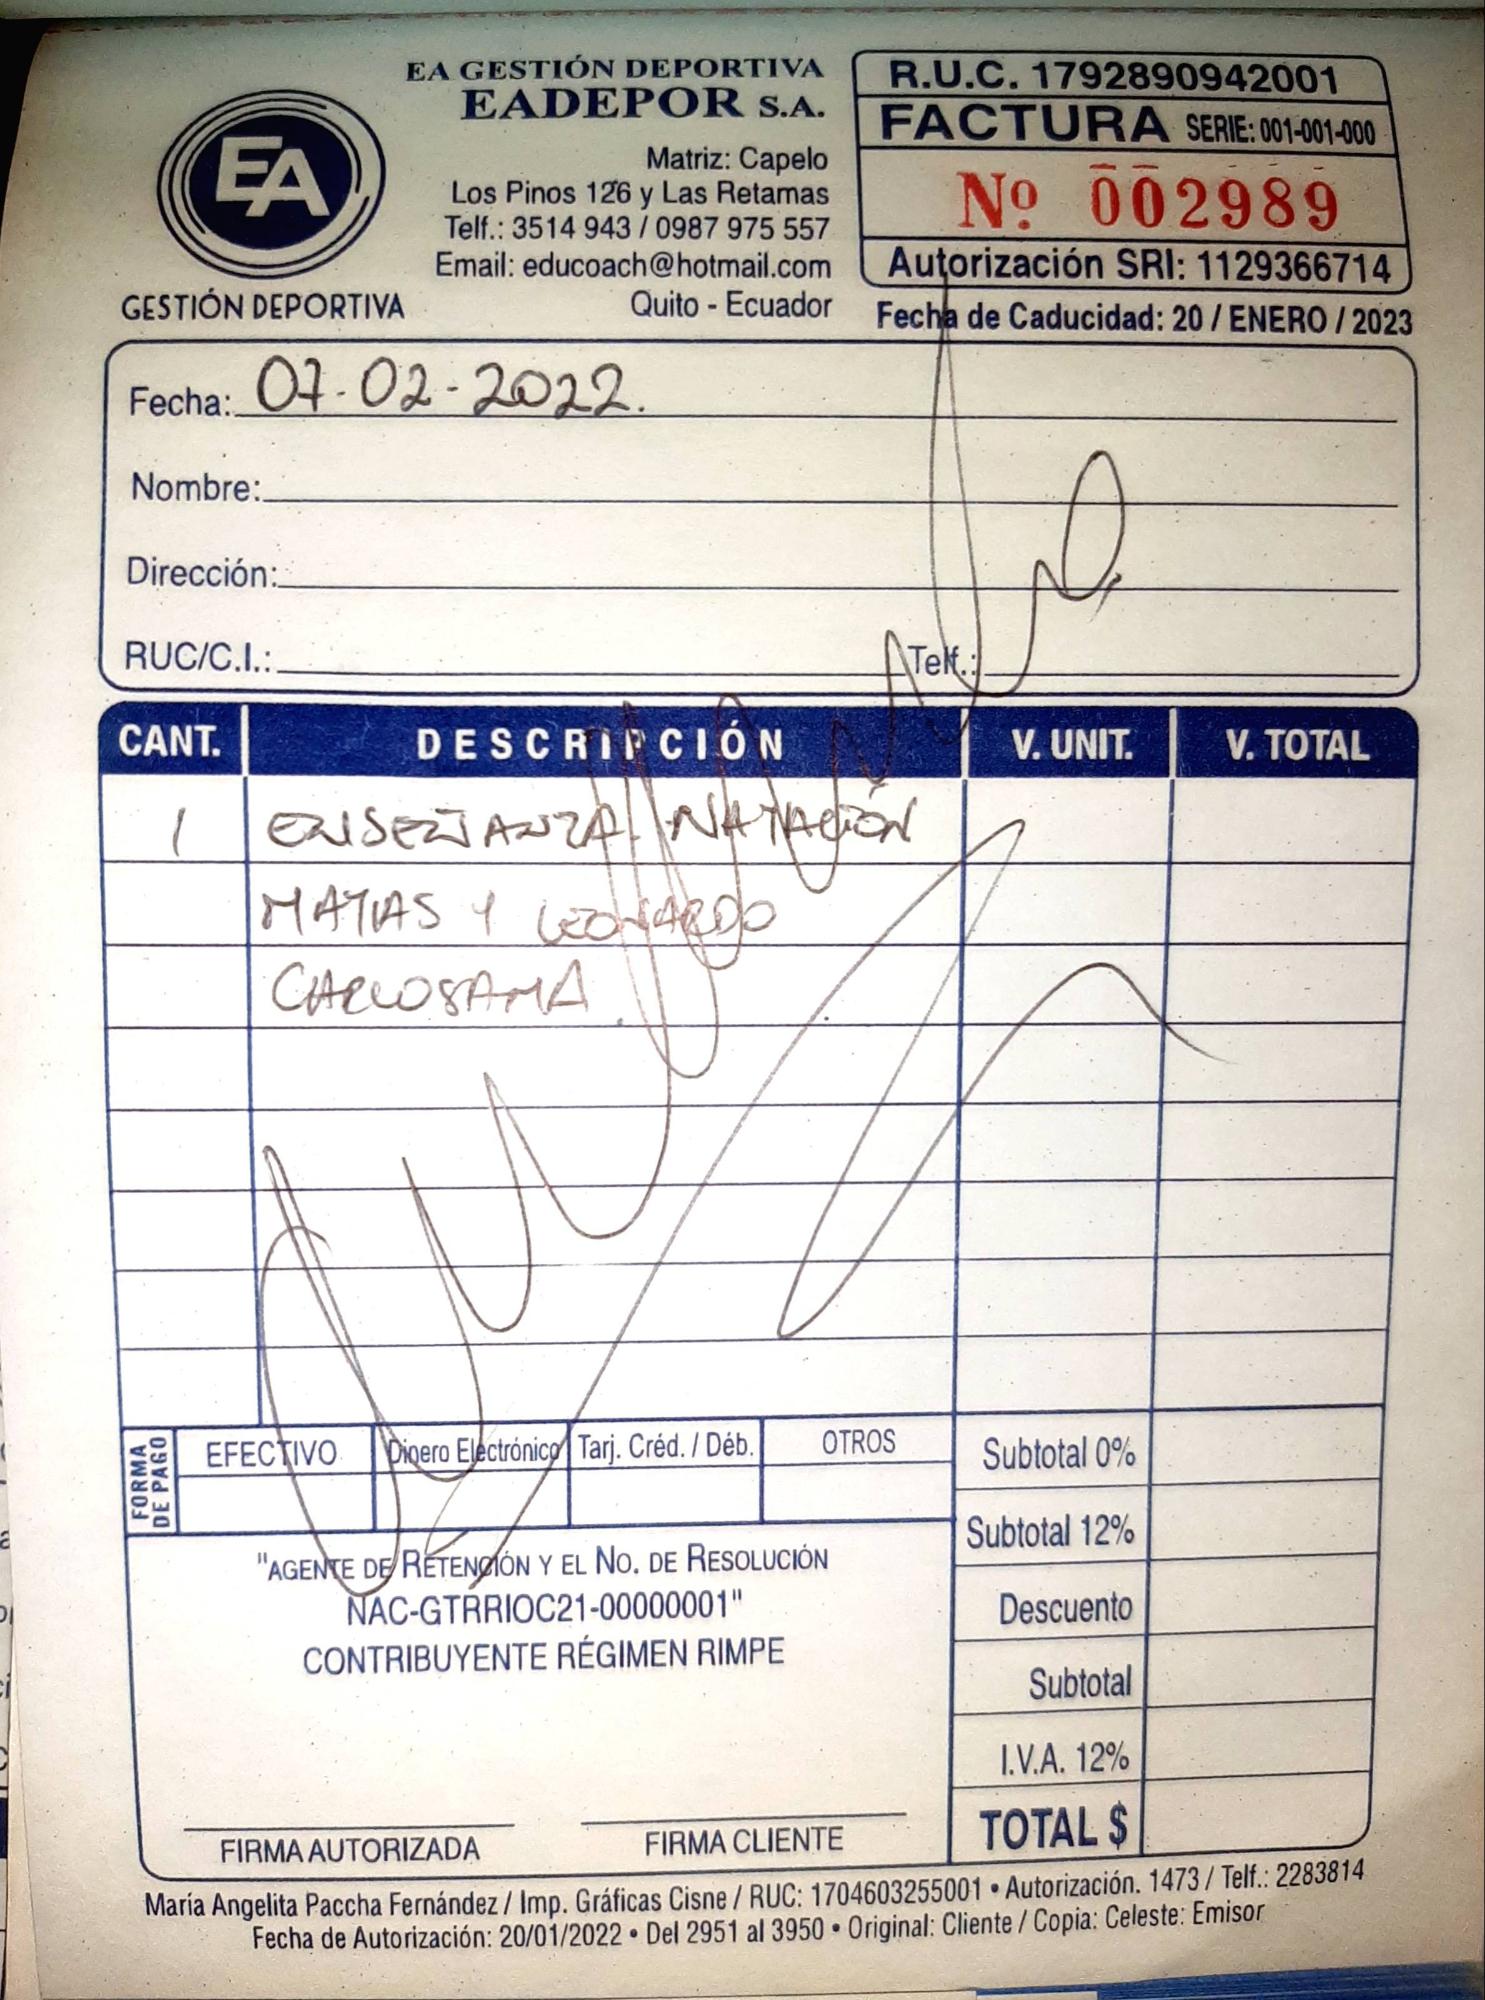 EA GESTIÓN DEPORTIVA
EADEPOR S.A.
EA
GESTIÓN DEPORTIVA
Matriz: Capelo
Los Pinos 126 y Las Retamas
Telf.: 3514 943 / 0987 975 557
Email: educoach@hotmail.com
Quito - Ecuador
R.U.C. 1792890942001
FACTURA SERIE: 001-001-000
Nº 002989
Autorización SRI: 1129366714
Fecha de Caducidad: 20 / ENERO / 2023
Fecha: 07-02-2022.
Nombre:
Dirección:
RUC/C.I.: Telf.:
CANT. DESCRIPCIÓN V. UNIT. V. TOTAL
1 ENSEÑANZA NATACIÓN
MATIAS Y LEONARDO
CARLOSAMA
FORMA DE PAGO
EFECTIVO Dinero Electrónico Tarj. Créd. / Déb. OTROS
Subtotal 0%
Subtotal 12%
Descuento
Subtotal
I.V.A. 12%
TOTAL $
"AGENTE DE RETENCIÓN Y EL NO. DE RESOLUCIÓN
NAC-GTRRIOC21-00000001"
CONTRIBUYENTE RÉGIMEN RIMPE
FIRMA AUTORIZADA FIRMA CLIENTE
María Angelita Paccha Fernández / Imp. Gráficas Cisne / RUC: 1704603255001 • Autorización. 1473 / Telf.: 2283814
Fecha de Autorización: 20/01/2022 • Del 2951 al 3950 • Original: Cliente / Copia: Celeste: Emisor